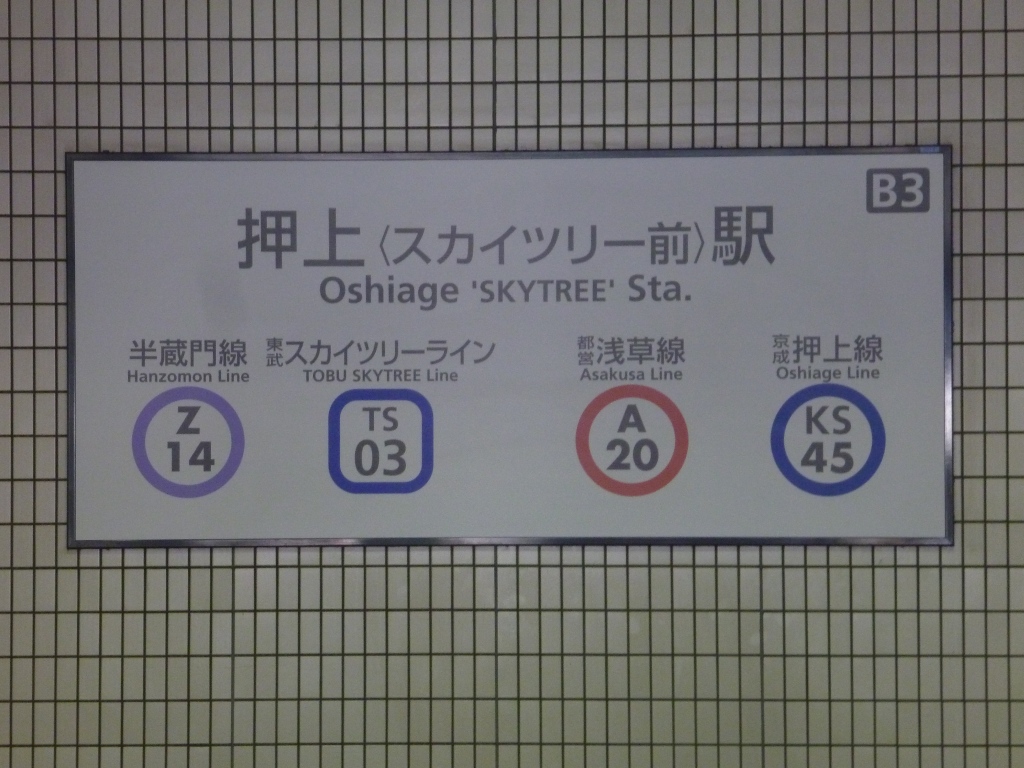 B3
押上〈スカイツリー前〉駅
Oshiage 'SKYTREE' Sta.
半蔵門線
Hanzomon Line
Z
14
東武スカイツリーライン
TOBU SKYTREE Line
TS
03
都営浅草線
Asakusa Line
A
20
京成押上線
Oshiage Line
KS
45